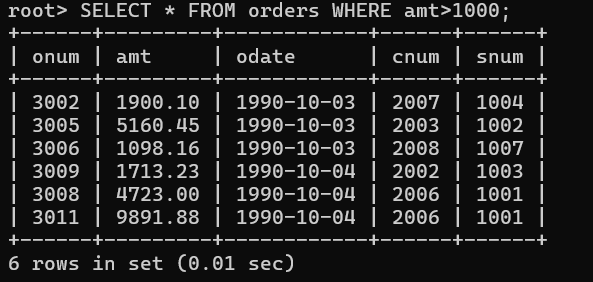 root> SELECT * FROM orders WHERE amt>1000;
+------+---------+------------+------+------+
| onum | amt     | odate      | cnum | snum |
+------+---------+------------+------+------+
| 3002 | 1900.10 | 1990-10-03 | 2007 | 1004 |
| 3005 | 5160.45 | 1990-10-03 | 2003 | 1002 |
| 3006 | 1098.16 | 1990-10-03 | 2008 | 1007 |
| 3009 | 1713.23 | 1990-10-04 | 2002 | 1003 |
| 3008 | 4723.00 | 1990-10-04 | 2006 | 1001 |
| 3011 | 9891.88 | 1990-10-04 | 2006 | 1001 |
+------+---------+------------+------+------+
6 rows in set (0.01 sec)